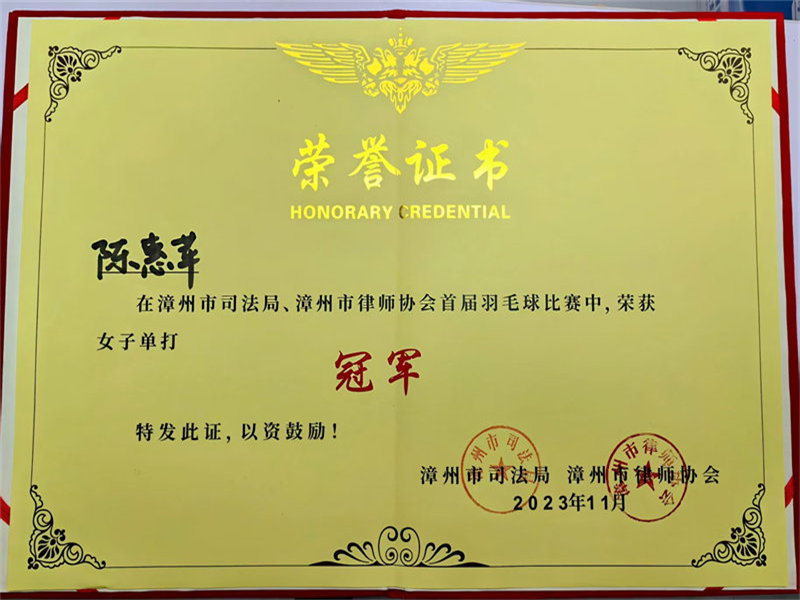 荣誉证书
HONORARY CREDENTIAL
陈惠苹
在漳州市司法局、漳州市律师协会首届羽毛球比赛中,荣获
女子单打
冠军
特发此证,以资鼓励!
漳州市司法局 漳州市律师协会
2023年11月